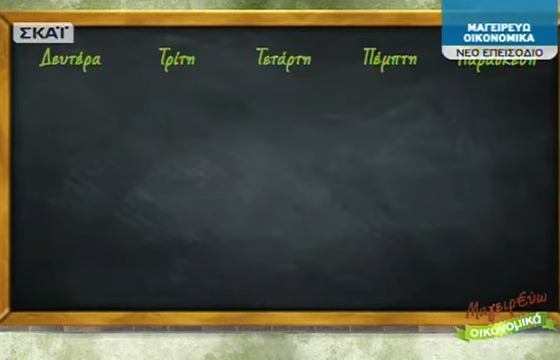 ΣΚΑΪ
ΜΑΓΕΙΡΕΥΩ
ΟΙΚΟΝΟΜΙΚΑ
ΝΕΟ ΕΠΕΙΣΟΔΙΟ
Δευτέρα Τρίτη Τετάρτη Πέμπτη Παρασκευή
Μαγειρεύω
οικονομικά